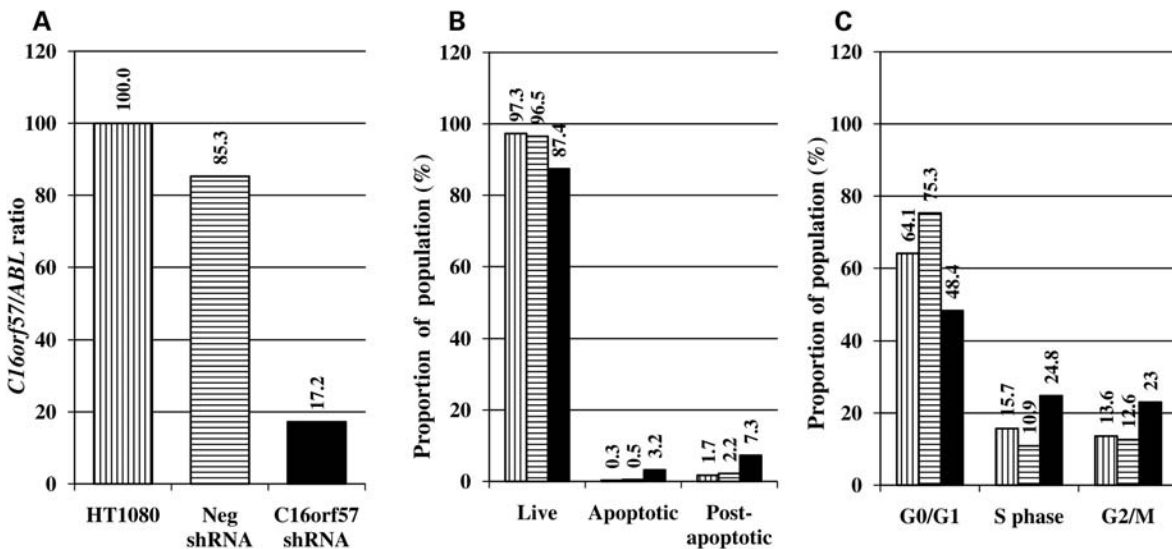 A
C16orf57/ABL ratio
120
100
80
60
40
20
0
100.0
85.3
17.2
HT1080
Neg
shRNA
C16orf57
shRNA
B
Proportion of population (%)
120
100
80
60
40
20
0
97.3
96.5
87.4
0.3
0.5
3.2
1.7
2.2
7.3
Live
Apoptotic
Post-
apoptotic
C
Proportion of population (%)
120
100
80
60
40
20
0
64.1
75.3
48.4
15.7
10.9
24.8
13.6
12.6
23
G0/G1
S phase
G2/M